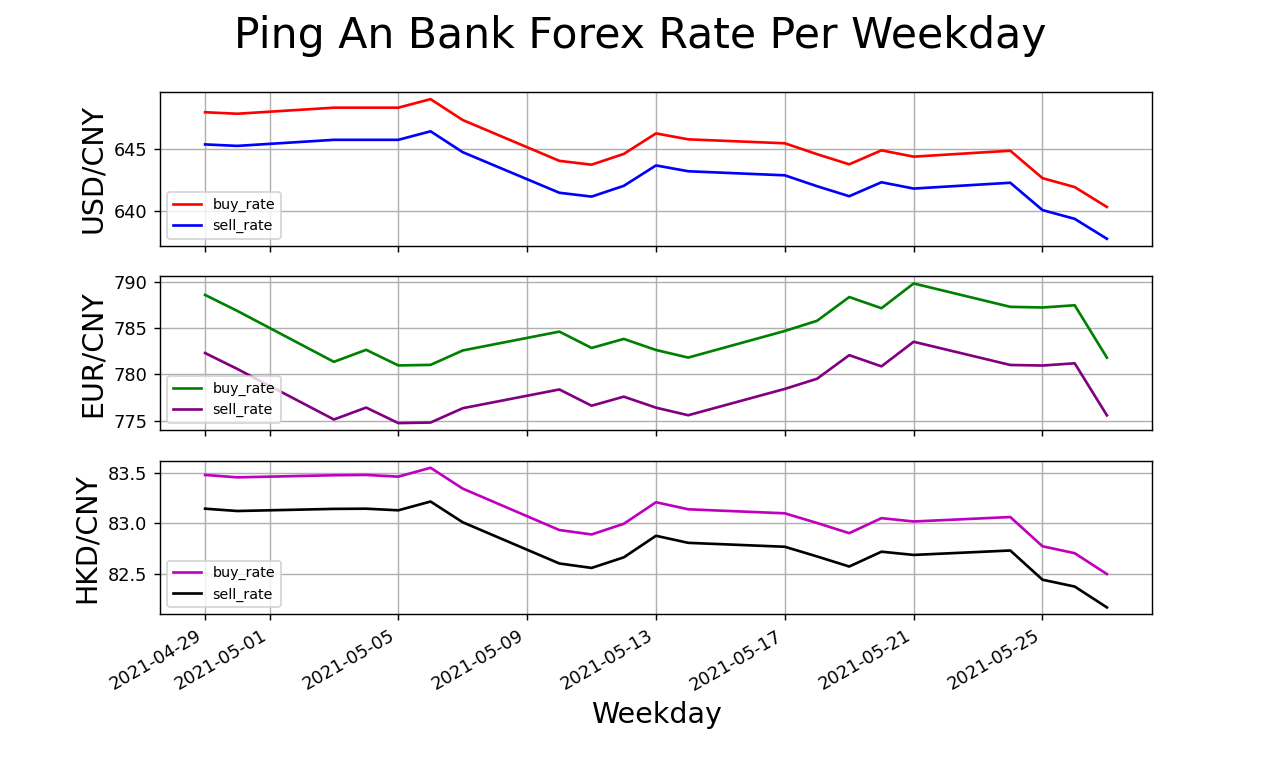 Ping An Bank Forex Rate Per Weekday
USD/CNY
645
640
buy_rate
sell_rate
EUR/CNY
790
785
780
775
buy_rate
sell_rate
HKD/CNY
83.5
83.0
82.5
buy_rate
sell_rate
2021-04-29
2021-05-01
2021-05-05
2021-05-09
2021-05-13
2021-05-17
2021-05-21
2021-05-25
Weekday